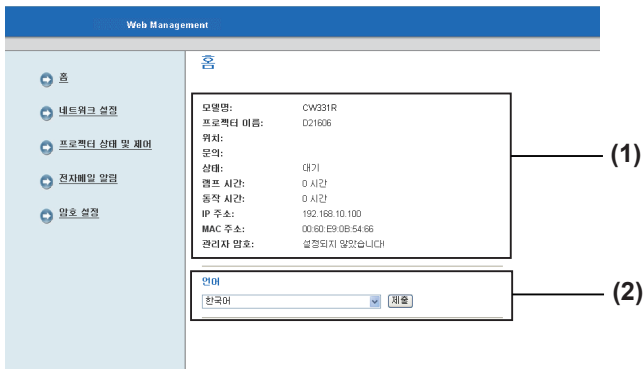 Web Management
홈
네트워크 설정
프로젝터 상태 및 제어
전자메일 알림
암호 설정
홈
모델명: CW331R
프로젝터 이름: D21606
위치:
문의:
상태: 대기
램프 시간: 0 시간
동작 시간: 0 시간
IP 주소: 192.168.10.100
MAC 주소: 00:60:E9:0B:54:66
관리자 암호: 설정되지 않았습니다!
(1)
언어
한국어 제출
(2)